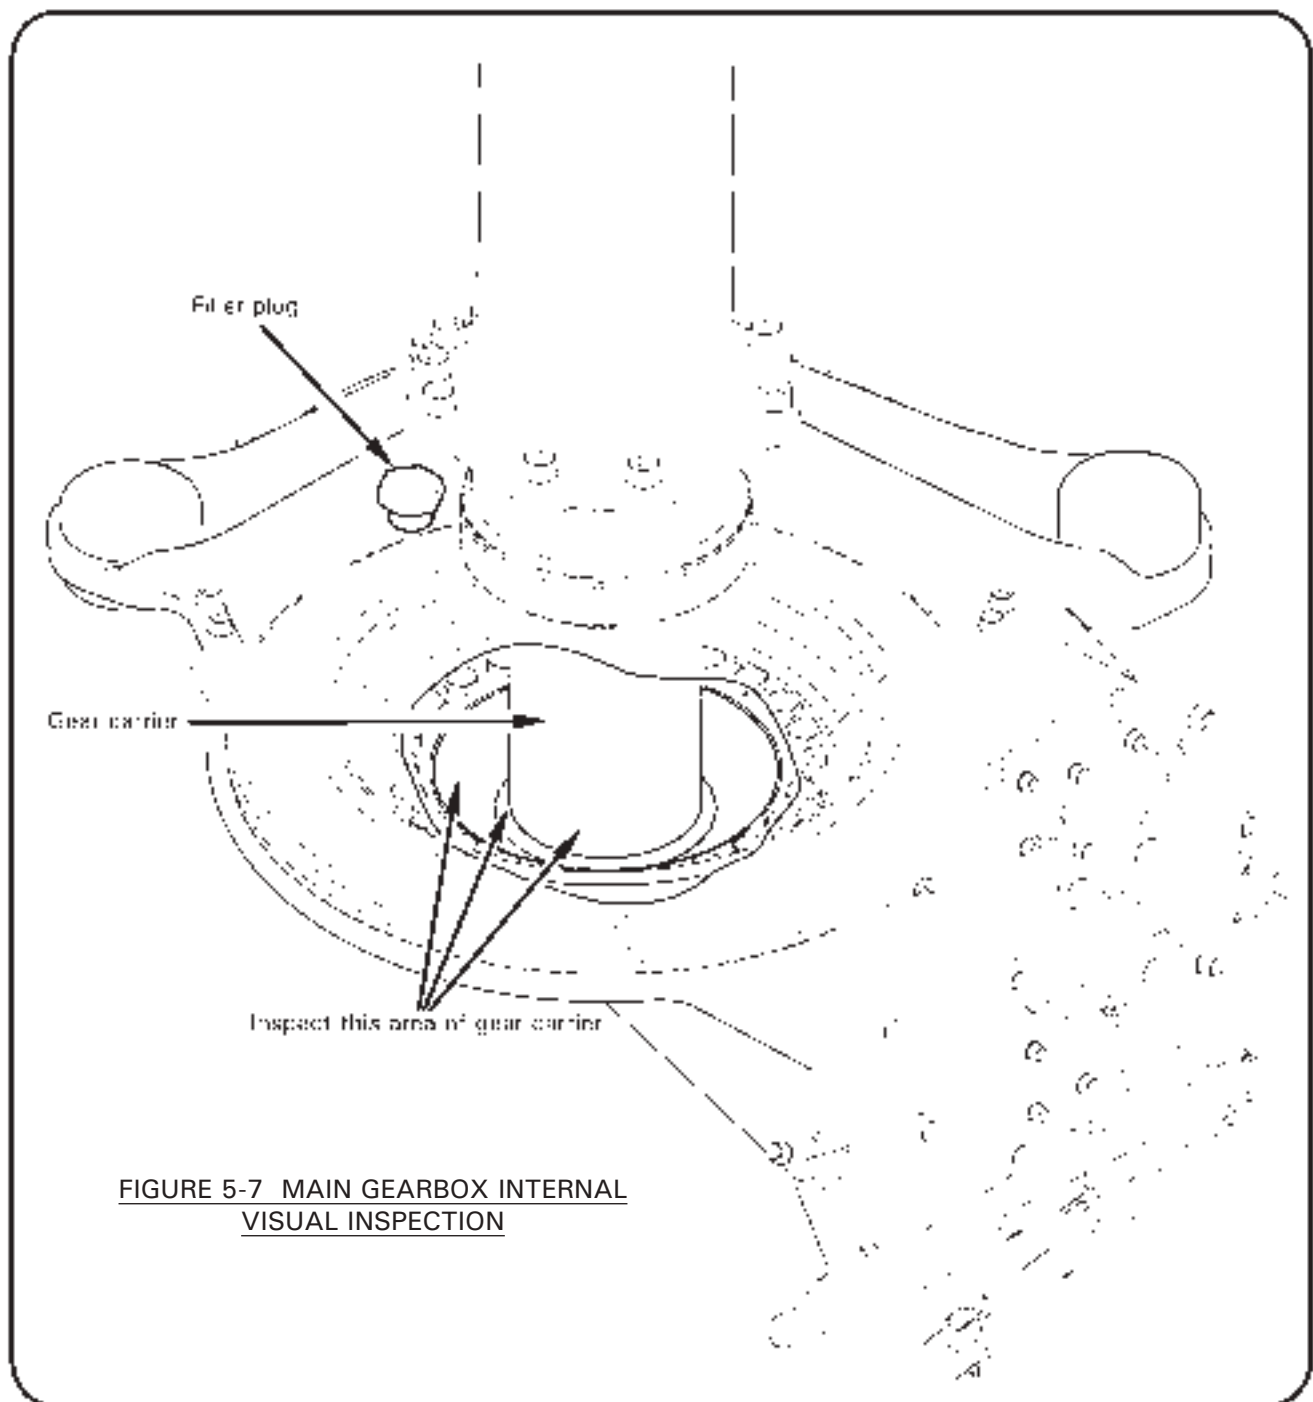 Filler plug
Gear carrier
Inspect this area of gear carrier
FIGURE 5-7 MAIN GEARBOX INTERNAL
VISUAL INSPECTION